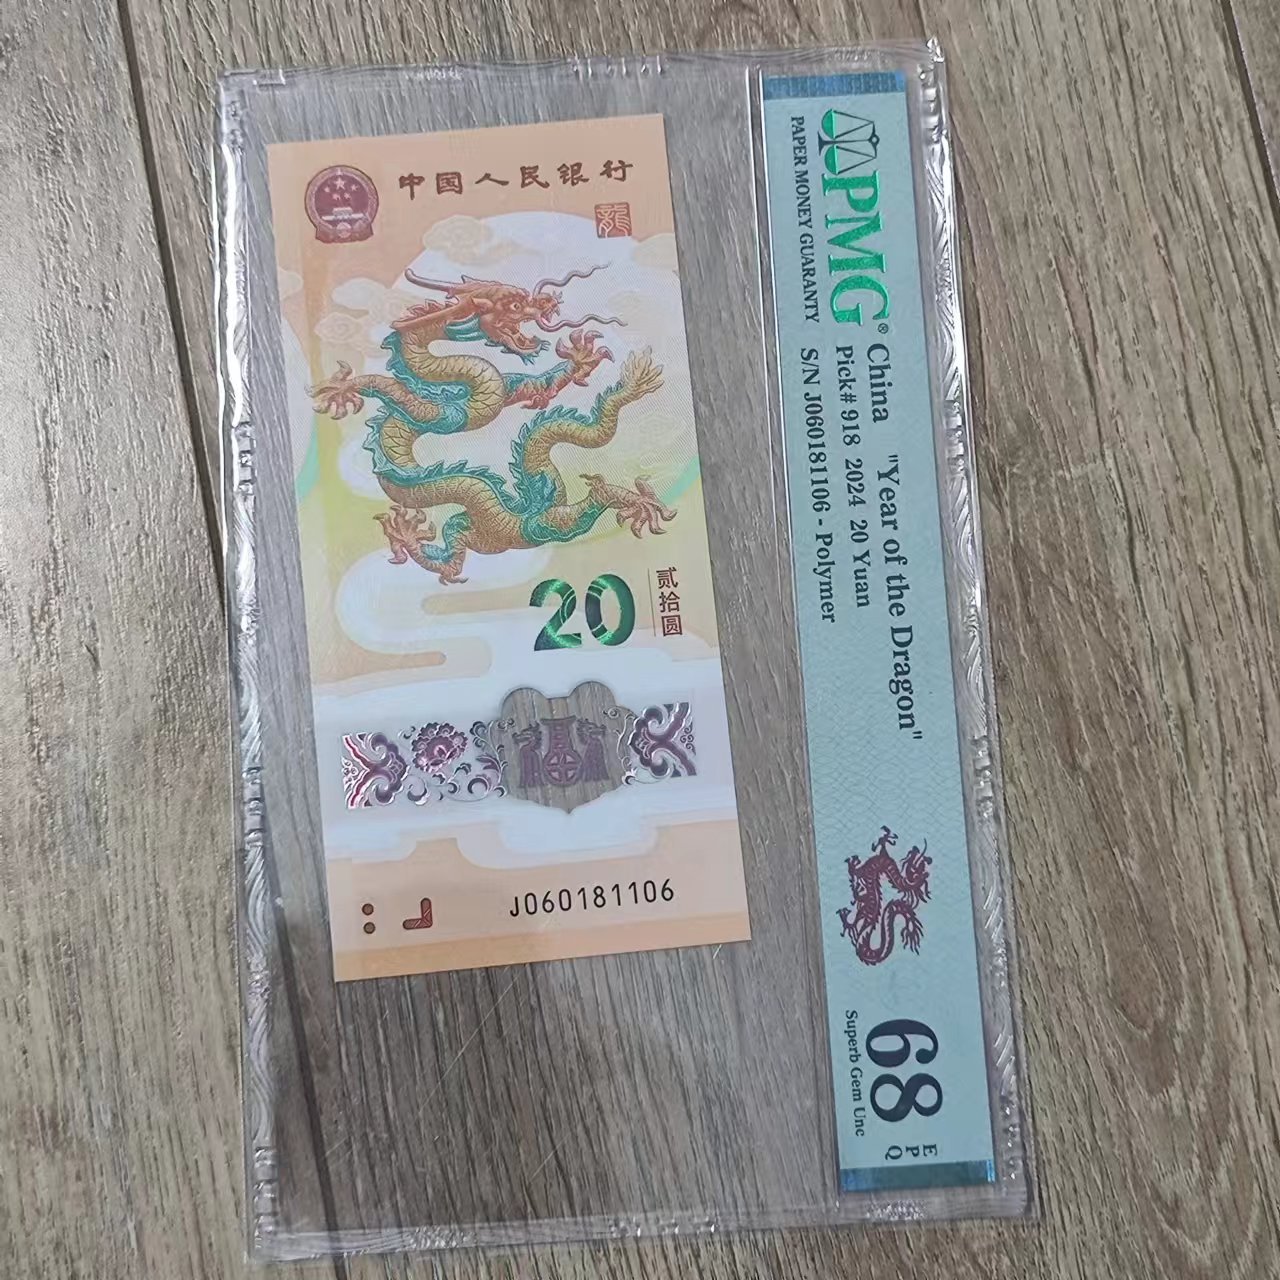 中国人民银行
龍
20
贰拾圆
J060181106
PMG®
PAPER MONEY GUARANTY
China "Year of the Dragon"
Pick# 918 2024 20 Yuan
S/N J060181106 - Polymer
68
EPQ
Superb Gem Unc